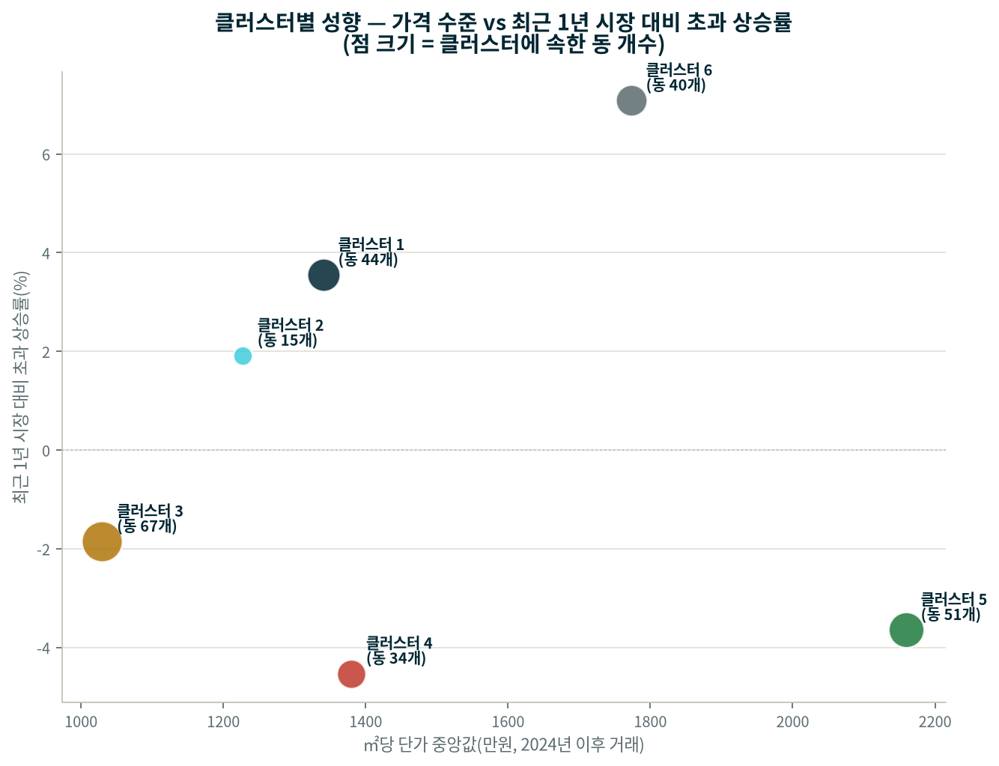 클러스터별 성향 — 가격 수준 vs 최근 1년 시장 대비 초과 상승률
(점 크기 = 클러스터에 속한 동 개수)
클러스터 6
(동 40개)
클러스터 1
(동 44개)
클러스터 2
(동 15개)
클러스터 3
(동 67개)
클러스터 5
(동 51개)
클러스터 4
(동 34개)
최근 1년 시장 대비 초과 상승률(%)
6
4
2
0
-2
-4
1000 1200 1400 1600 1800 2000 2200
㎡당 단가 중앙값(만원, 2024년 이후 거래)